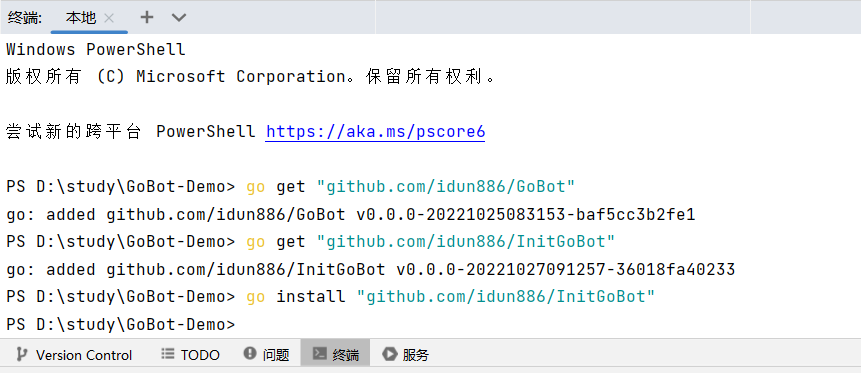 终端: 本地 × + ∨
Windows PowerShell
版权所有 (C) Microsoft Corporation。保留所有权利。
尝试新的跨平台 PowerShell https://aka.ms/pscore6
PS D:\study\GoBot-Demo> go get "github.com/idun886/GoBot"
go: added github.com/idun886/GoBot v0.0.0-20221025083153-baf5cc3b2fe1
PS D:\study\GoBot-Demo> go get "github.com/idun886/InitGoBot"
go: added github.com/idun886/InitGoBot v0.0.0-20221027091257-36018fa40233
PS D:\study\GoBot-Demo> go install "github.com/idun886/InitGoBot"
PS D:\study\GoBot-Demo>
Version Control TODO 问题 终端 服务